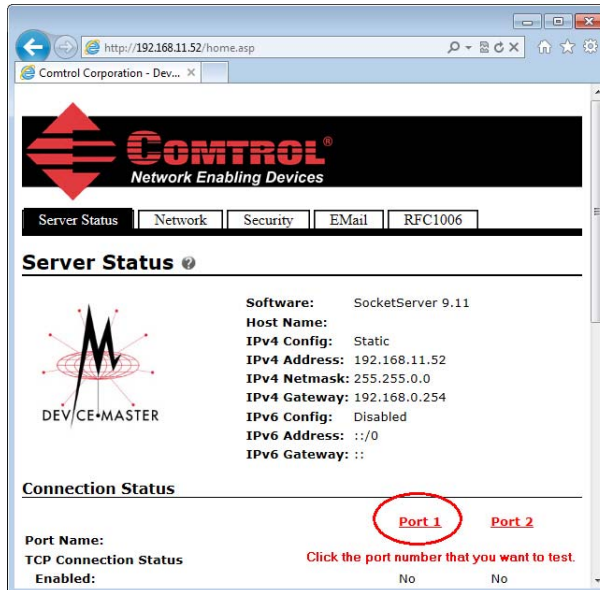 http://192.168.11.52/home.asp
Comtrol Corporation - Dev...
COMTROL®
Network Enabling Devices
Server Status Network Security EMail RFC1006
Server Status
DEVICE•MASTER
Software: SocketServer 9.11
Host Name:
IPv4 Config: Static
IPv4 Address: 192.168.11.52
IPv4 Netmask: 255.255.0.0
IPv4 Gateway: 192.168.0.254
IPv6 Config: Disabled
IPv6 Address: ::/0
IPv6 Gateway: ::
Connection Status
Port 1 Port 2
Port Name:
TCP Connection Status
Click the port number that you want to test.
Enabled: No No